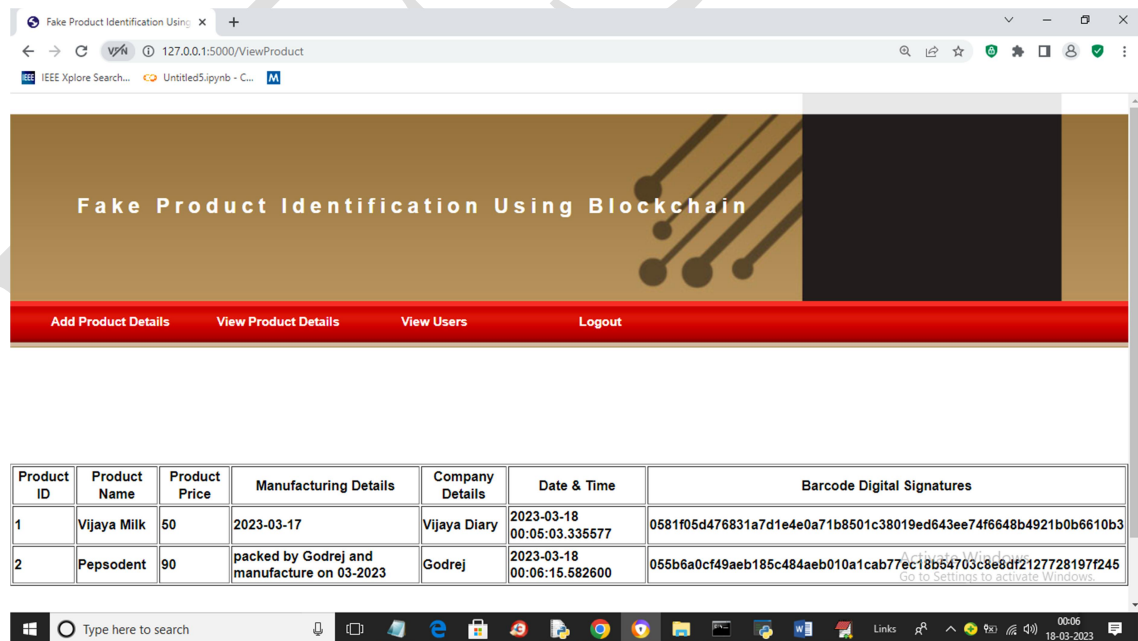 Fake Product Identification Using
127.0.0.1:5000/ViewProduct
IEEE Xplore Search... Untitled5.ipynb - C...
Fake Product Identification Using Blockchain
Add Product Details View Product Details View Users Logout
Product ID Product Name Product Price Manufacturing Details Company Details Date & Time Barcode Digital Signatures
1 Vijaya Milk 50 2023-03-17 Vijaya Diary 2023-03-18 00:05:03.335577 0581f05d476831a7d1e4e0a71b8501c38019ed643ee74f6648b4921b0b6610b3
2 Pepsodent 90 packed by Godrej and manufacture on 03-2023 Godrej 2023-03-18 00:06:15.582600 055b6a0cf49aeb185c484aeb010a1cab77ec18b54703c8e8df2127728197f245
Activate Windows
Go to Settings to activate Windows.
Type here to search Links 00:06
18-03-2023